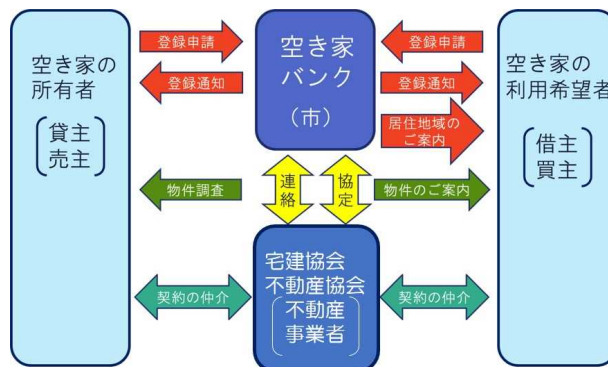 空き家の
所有者
貸主
売主
登録申請
登録通知
空き家
バンク
（市）
登録申請
登録通知
居住地域の
ご案内
空き家の
利用希望者
借主
買主
物件調査
連絡
協定
物件のご案内
宅建協会
不動産協会
不動産
事業者
契約の仲介
契約の仲介